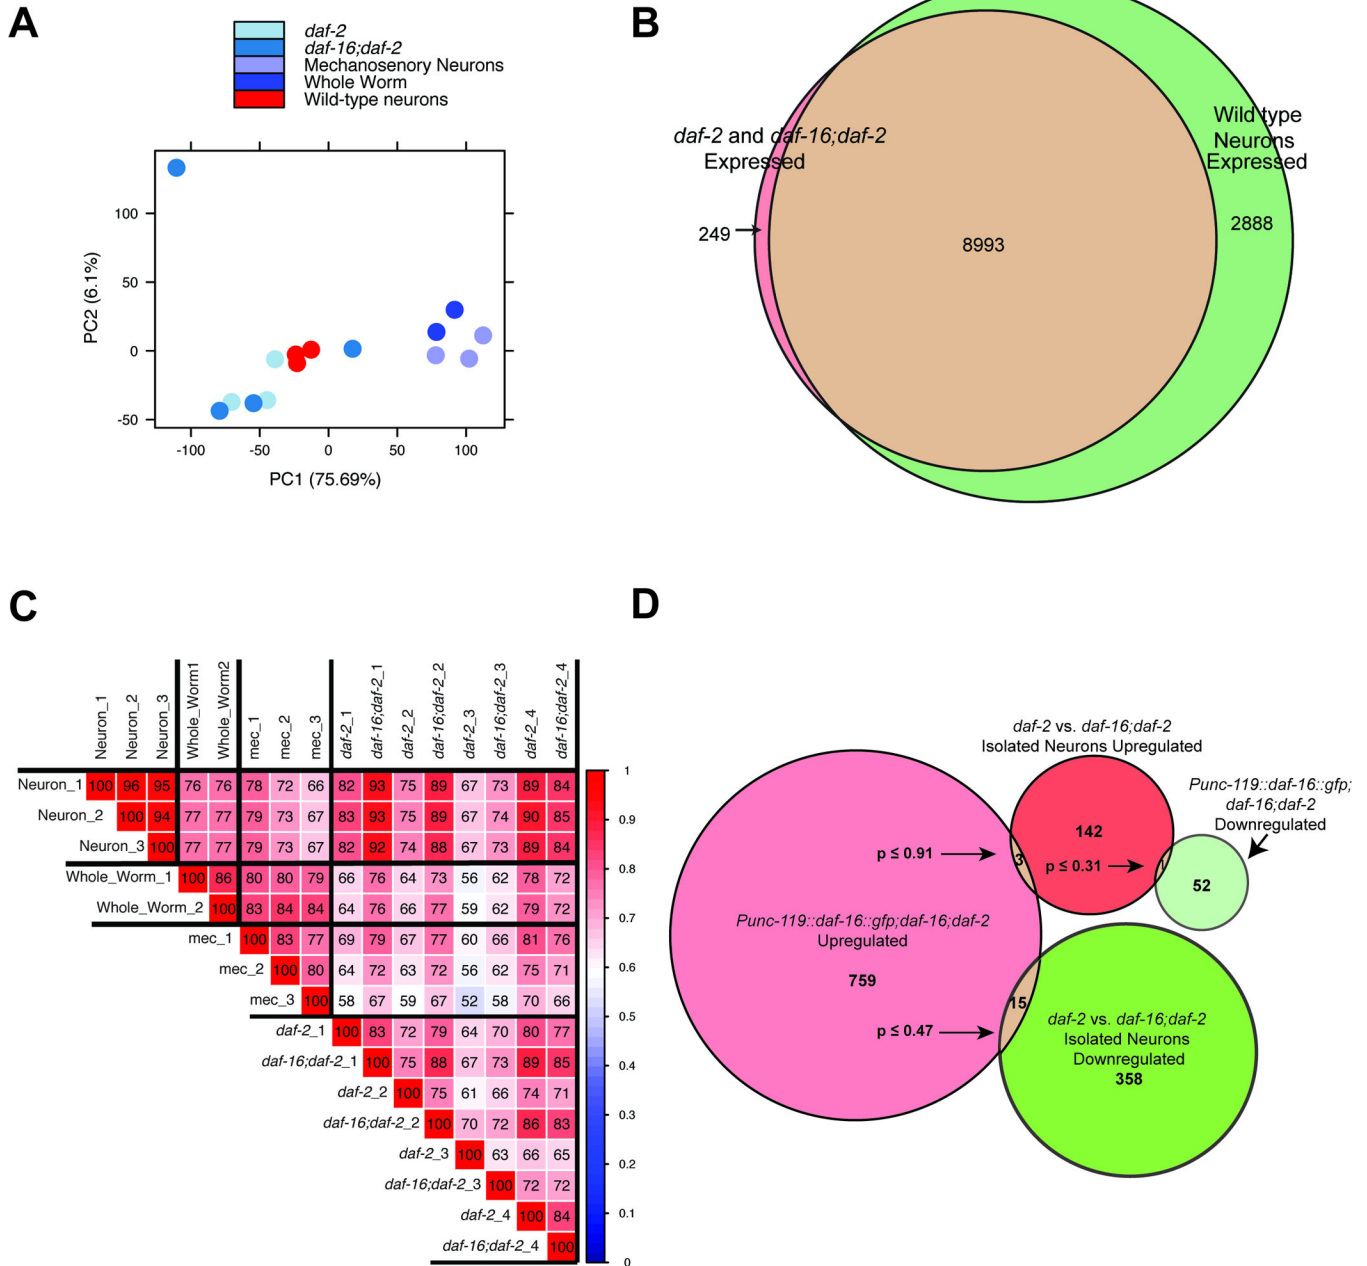 A
daf-2
daf-16;daf-2
Mechanosenory Neurons
Whole Worm
Wild-type neurons
100
50
0
-50
PC2 (6.1%)
-100 -50 0 50 100
PC1 (75.69%)
B
daf-2 and daf-16;daf-2
Expressed
Wild type
Neurons
Expressed
249
8993
2888
C
Neuron_1
Neuron_2
Neuron_3
Whole_Worm1
Whole_Worm2
mec_1
mec_2
mec_3
daf-2_1
daf-16;daf-2_1
daf-2_2
daf-16;daf-2_2
daf-2_3
daf-16;daf-2_3
daf-2_4
daf-16;daf-2_4
Neuron_1 100 96 95 76 76 78 72 66 82 93 75 89 67 73 89 84
Neuron_2 100 94 77 77 79 73 67 83 93 75 89 67 74 90 85
Neuron_3 100 77 77 79 73 67 82 92 74 88 67 73 89 84
Whole_Worm_1 100 86 80 80 79 66 76 64 73 56 62 78 72
Whole_Worm_2 100 83 84 84 64 76 66 77 59 62 79 72
mec_1 100 83 77 69 79 67 77 60 66 81 76
mec_2 100 80 64 72 63 72 56 62 75 71
mec_3 100 58 67 59 67 52 58 70 66
daf-2_1 100 83 72 79 64 70 80 77
daf-16;daf-2_1 100 75 88 67 73 89 85
daf-2_2 100 75 61 66 74 71
daf-16;daf-2_2 100 70 72 86 83
daf-2_3 100 63 66 65
daf-16;daf-2_3 100 72 72
daf-2_4 100 84
daf-16;daf-2_4 100
1
0.9
0.8
0.7
0.6
0.5
0.4
0.3
0.2
0.1
0
D
daf-2 vs. daf-16;daf-2
Isolated Neurons Upregulated
142
Punc-119::daf-16::gfp;
daf-16;daf-2
Downregulated
52
p ≤ 0.91
3
p ≤ 0.31
1
Punc-119::daf-16::gfp;daf-16;daf-2
Upregulated
759
15
p ≤ 0.47
daf-2 vs. daf-16;daf-2
Isolated Neurons
Downregulated
358